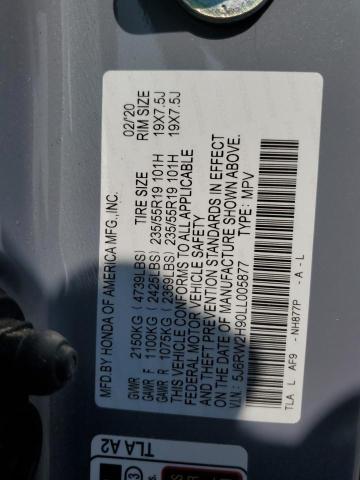 MFD.BY HONDA OF AMERICA MFG.,INC. 02/'20
TIRE SIZE RIM SIZE
GVWR 2150KG (4739LBS)
GAWR F 1100KG (2425LBS) 235/55R19 101H 19X7.5J
GAWR R 1075KG (2369LBS) 235/55R19 101H 19X7.5J
THIS VEHICLE CONFORMS TO ALL APPLICABLE
FEDERAL MOTOR VEHICLE SAFETY
AND THEFT PREVENTION STANDARDS IN EFFECT
ON THE DATE OF MANUFACTURE SHOWN ABOVE.
V.I.N.: 5J6RW2H90LL005877 TYPE: MPV
TLA L AF9 -NH877P -A-L
TLA A2